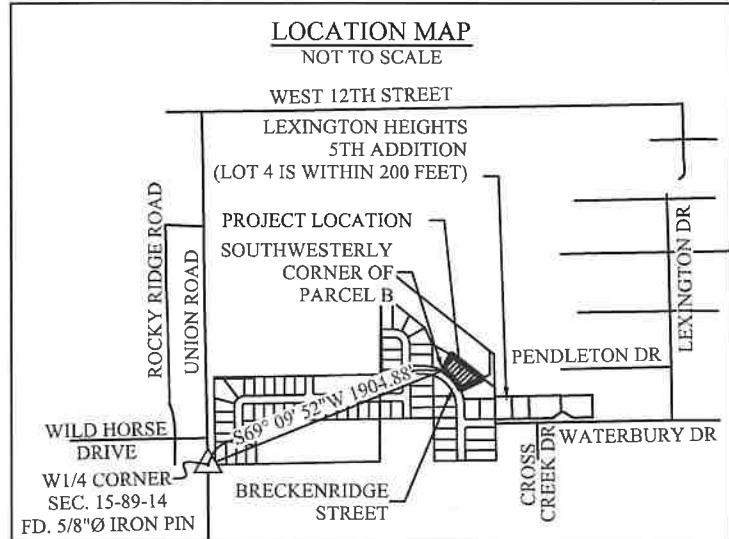 LOCATION MAP
NOT TO SCALE
WEST 12TH STREET
LEXINGTON HEIGHTS
5TH ADDITION
(LOT 4 IS WITHIN 200 FEET)
PROJECT LOCATION
SOUTHWESTERLY
CORNER OF
PARCEL B
ROCKY RIDGE ROAD
UNION ROAD
LEXINGTON DR
PENDLETON DR
S69° 09' 52"W 1904.88'
WILD HORSE
DRIVE
WATERBURY DR
W1/4 CORNER
SEC. 15-89-14
FD. 5/8"Ø IRON PIN
BRECKENRIDGE
STREET
CROSS
CREEK DR